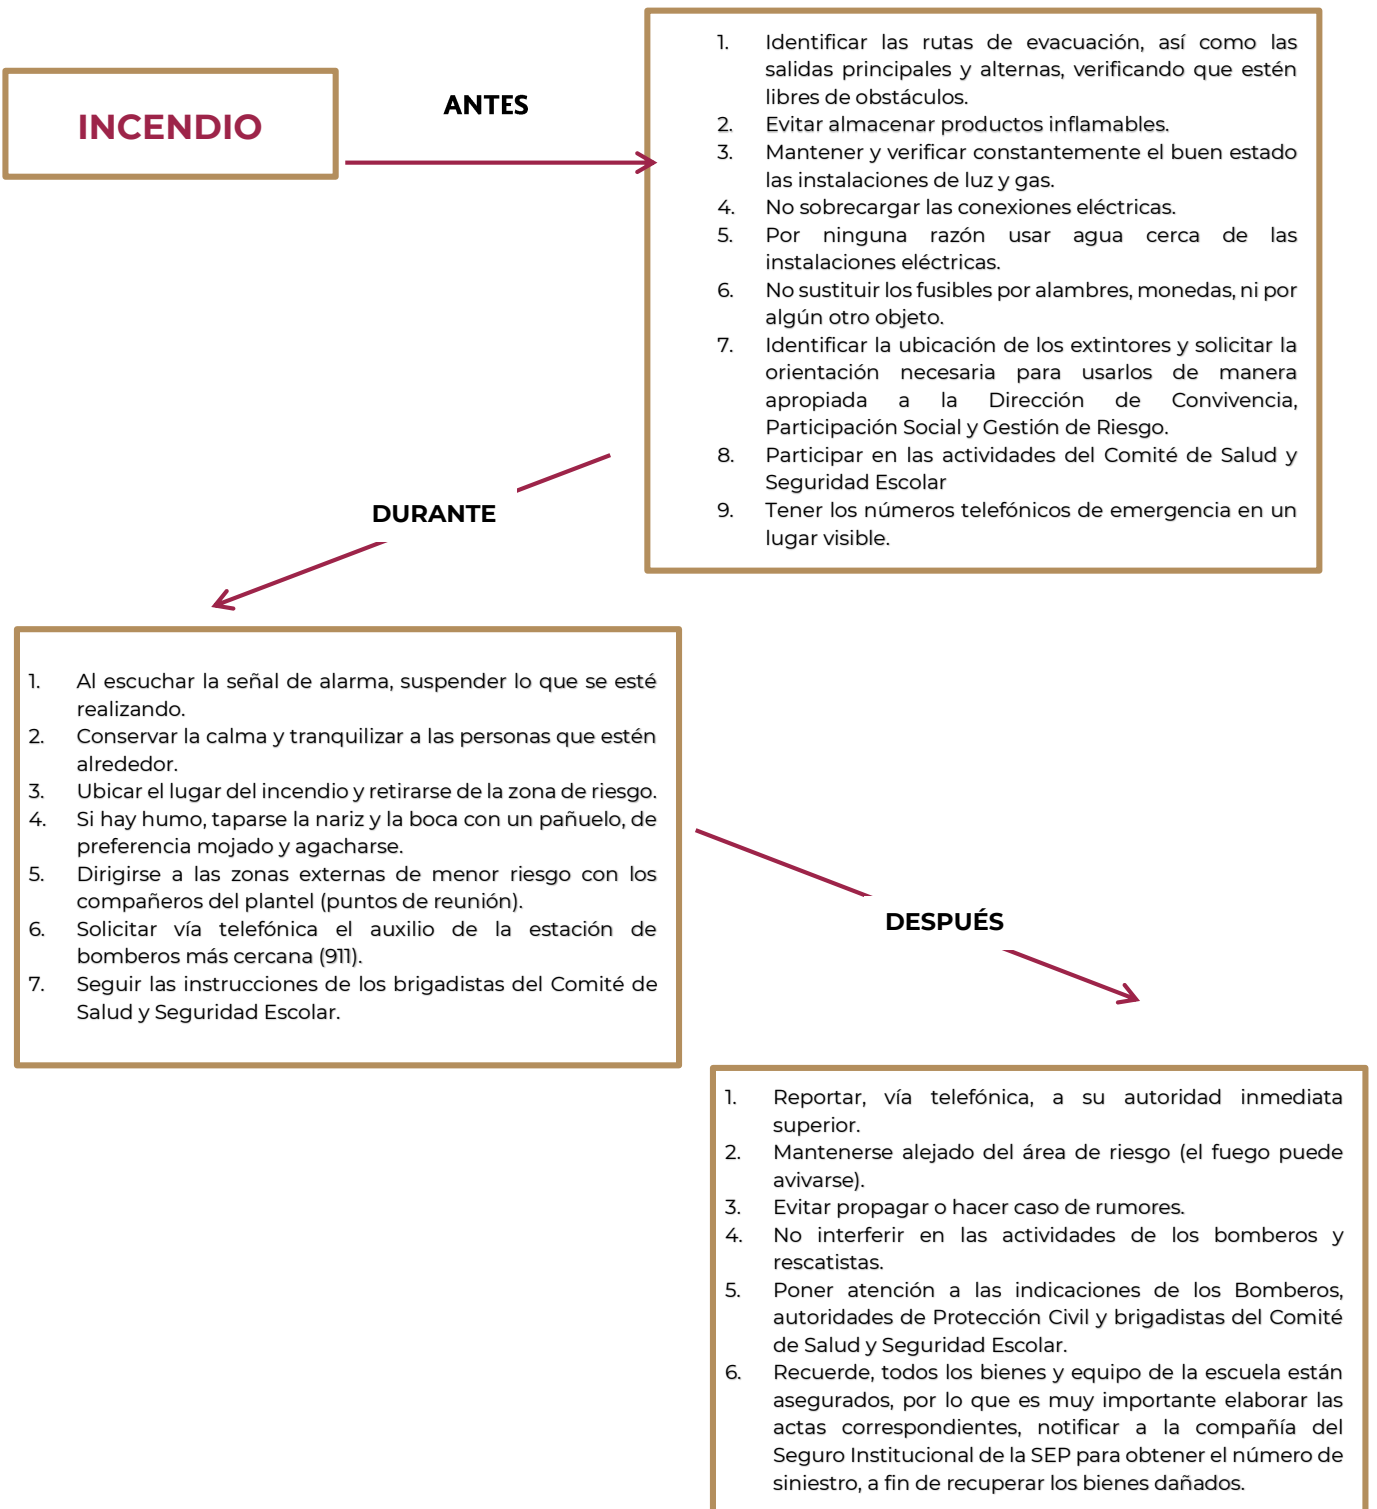 INCENDIO
ANTES
1. Identificar las rutas de evacuación, así como las
salidas principales y alternas, verificando que estén
libres de obstáculos.
2. Evitar almacenar productos inflamables.
3. Mantener y verificar constantemente el buen estado
las instalaciones de luz y gas.
4. No sobrecargar las conexiones eléctricas.
5. Por ninguna razón usar agua cerca de las
instalaciones eléctricas.
6. No sustituir los fusibles por alambres, monedas, ni por
algún otro objeto.
7. Identificar la ubicación de los extintores y solicitar la
orientación necesaria para usarlos de manera
apropiada a la Dirección de Convivencia,
Participación Social y Gestión de Riesgo.
8. Participar en las actividades del Comité de Salud y
Seguridad Escolar
9. Tener los números telefónicos de emergencia en un
lugar visible.
DURANTE
1. Al escuchar la señal de alarma, suspender lo que se esté
realizando.
2. Conservar la calma y tranquilizar a las personas que estén
alrededor.
3. Ubicar el lugar del incendio y retirarse de la zona de riesgo.
4. Si hay humo, taparse la nariz y la boca con un pañuelo, de
preferencia mojado y agacharse.
5. Dirigirse a las zonas externas de menor riesgo con los
compañeros del plantel (puntos de reunión).
6. Solicitar vía telefónica el auxilio de la estación de
bomberos más cercana (911).
7. Seguir las instrucciones de los brigadistas del Comité de
Salud y Seguridad Escolar.
DESPUÉS
1. Reportar, vía telefónica, a su autoridad inmediata
superior.
2. Mantenerse alejado del área de riesgo (el fuego puede
avivarse).
3. Evitar propagar o hacer caso de rumores.
4. No interferir en las actividades de los bomberos y
rescatistas.
5. Poner atención a las indicaciones de los Bomberos,
autoridades de Protección Civil y brigadistas del Comité
de Salud y Seguridad Escolar.
6. Recuerde, todos los bienes y equipo de la escuela están
asegurados, por lo que es muy importante elaborar las
actas correspondientes, notificar a la compañía del
Seguro Institucional de la SEP para obtener el número de
siniestro, a fin de recuperar los bienes dañados.